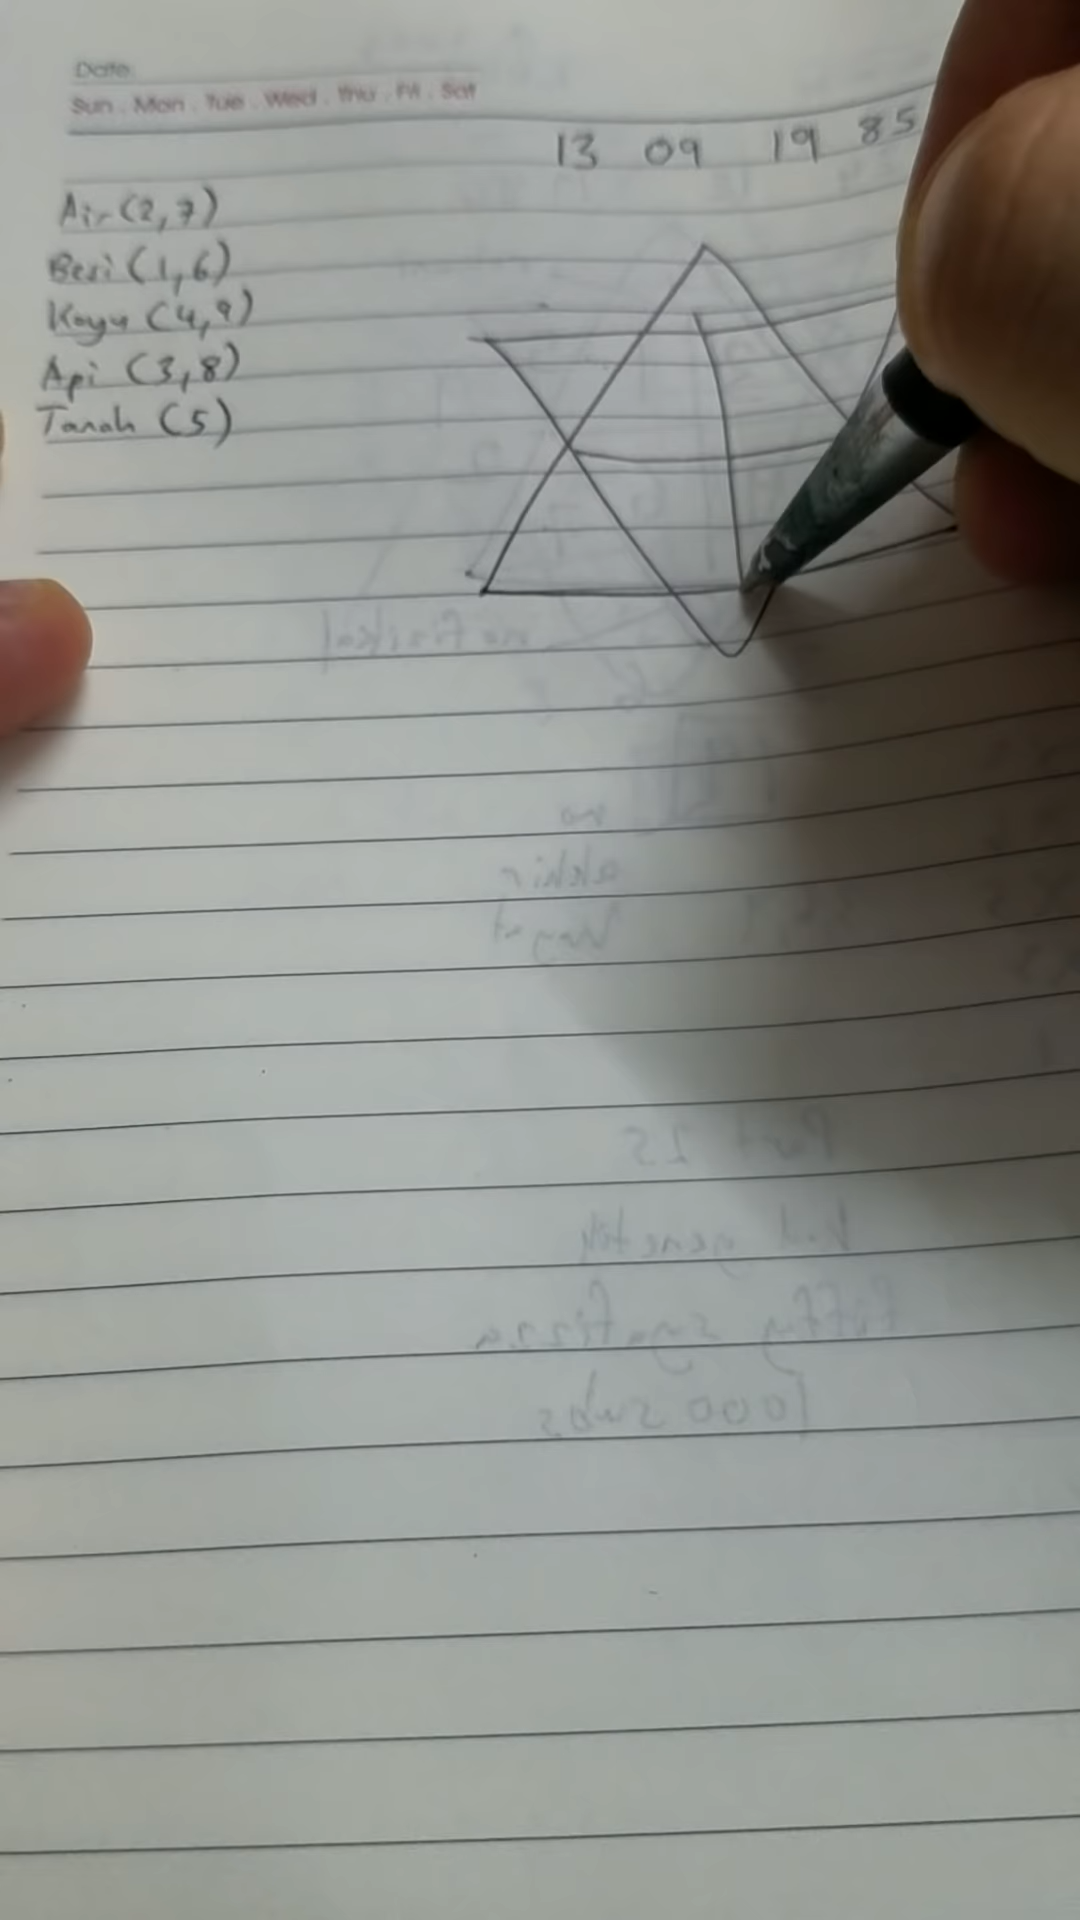 Date:
Sun . Mon . Tue . Wed . Thu . Fri . Sat
13 09 19 85
Air (2,7)
Besi (1,6)
Kayu (4,9)
Api (3,8)
Tanah (5)